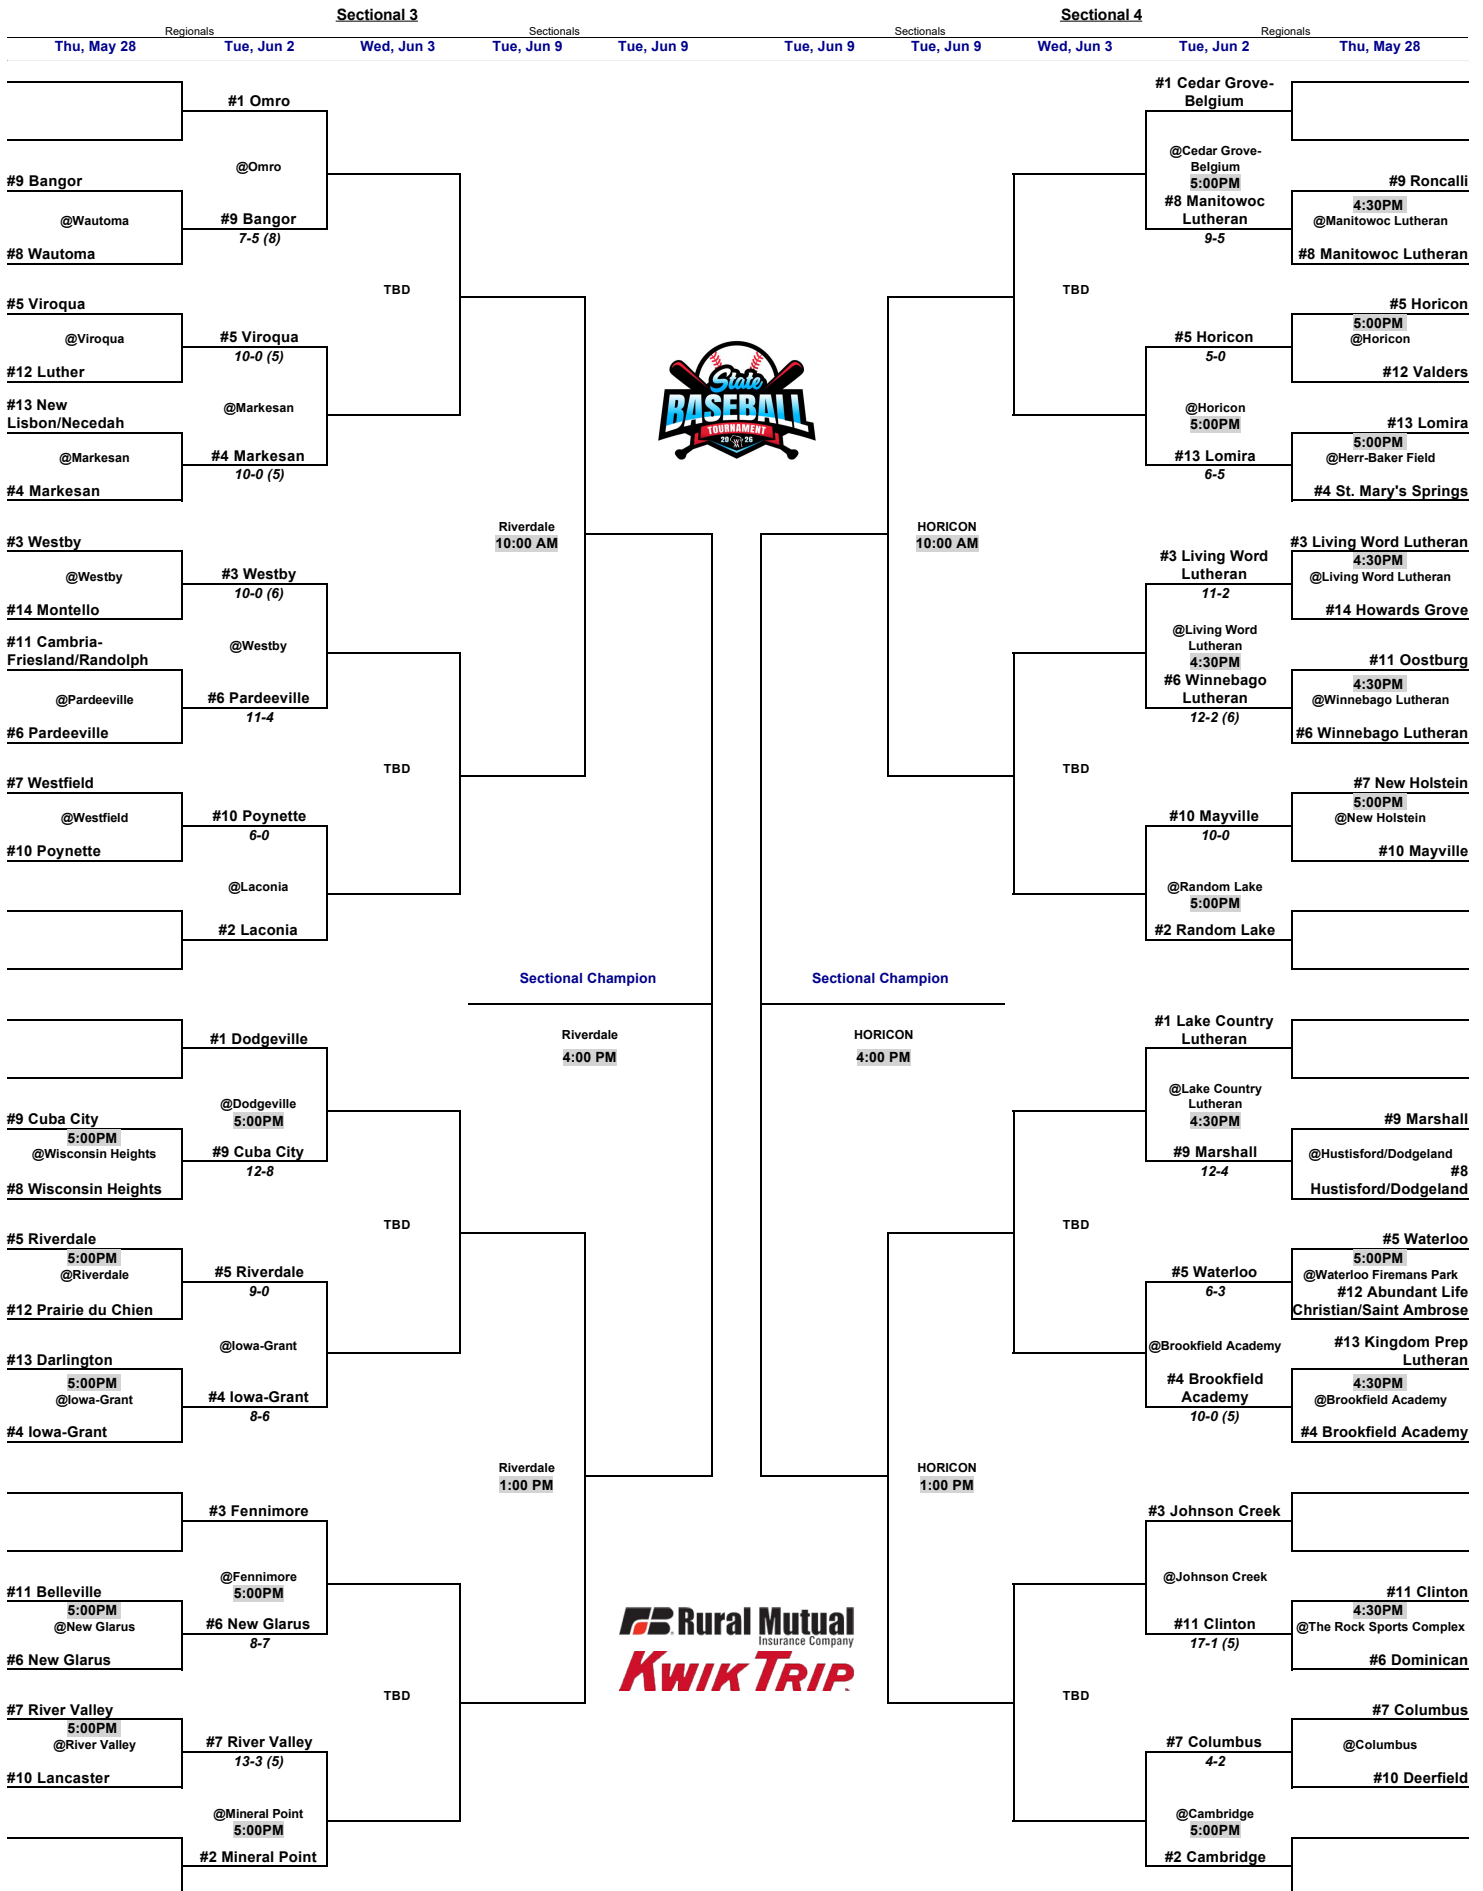 Sectional 3
Regionals
Sectionals
Thu, May 28
Tue, Jun 2
Wed, Jun 3
Tue, Jun 9
Tue, Jun 9
#1 Omro
@Omro
#9 Bangor
@Wautoma
#9 Bangor
7-5 (8)
#8 Wautoma
TBD
#5 Viroqua
@Viroqua
#5 Viroqua
10-0 (5)
#12 Luther
#13 New
Lisbon/Necedah
@Markesan
@Markesan
#4 Markesan
10-0 (5)
#4 Markesan
Riverdale
10:00 AM
#3 Westby
@Westby
#3 Westby
10-0 (6)
#14 Montello
#11 Cambria-
Friesland/Randolph
@Westby
@Pardeeville
#6 Pardeeville
11-4
#6 Pardeeville
TBD
#7 Westfield
@Westfield
#10 Poynette
6-0
#10 Poynette
@Laconia
#2 Laconia
Sectional Champion
Riverdale
4:00 PM
#1 Dodgeville
@Dodgeville
5:00PM
#9 Cuba City
5:00PM
@Wisconsin Heights
#9 Cuba City
12-8
#8 Wisconsin Heights
TBD
#5 Riverdale
5:00PM
@Riverdale
#5 Riverdale
9-0
#12 Prairie du Chien
@Iowa-Grant
#13 Darlington
5:00PM
@Iowa-Grant
#4 Iowa-Grant
8-6
#4 Iowa-Grant
Riverdale
1:00 PM
#3 Fennimore
@Fennimore
5:00PM
#11 Belleville
5:00PM
@New Glarus
#6 New Glarus
8-7
#6 New Glarus
TBD
#7 River Valley
5:00PM
@River Valley
#7 River Valley
13-3 (5)
#10 Lancaster
@Mineral Point
5:00PM
#2 Mineral Point
State
BASEBALL
TOURNAMENT
20 26
Rural Mutual
Insurance Company
KWIK TRIP
Sectional 4
Sectionals
Regionals
Tue, Jun 9
Tue, Jun 9
Wed, Jun 3
Tue, Jun 2
Thu, May 28
#1 Cedar Grove-
Belgium
@Cedar Grove-
Belgium
5:00PM
#9 Roncalli
4:30PM
@Manitowoc Lutheran
#8 Manitowoc
Lutheran
9-5
#8 Manitowoc Lutheran
TBD
#5 Horicon
5:00PM
@Horicon
#5 Horicon
5-0
#12 Valders
@Horicon
5:00PM
#13 Lomira
5:00PM
@Herr-Baker Field
#13 Lomira
6-5
#4 St. Mary's Springs
HORICON
10:00 AM
#3 Living Word Lutheran
4:30PM
@Living Word Lutheran
#3 Living Word
Lutheran
11-2
#14 Howards Grove
@Living Word
Lutheran
4:30PM
#11 Oostburg
4:30PM
@Winnebago Lutheran
#6 Winnebago
Lutheran
12-2 (6)
#6 Winnebago Lutheran
TBD
#7 New Holstein
5:00PM
@New Holstein
#10 Mayville
10-0
#10 Mayville
@Random Lake
5:00PM
#2 Random Lake
Sectional Champion
HORICON
4:00 PM
#1 Lake Country
Lutheran
@Lake Country
Lutheran
4:30PM
#9 Marshall
@Hustisford/Dodgeland
#9 Marshall
12-4
#8
Hustisford/Dodgeland
TBD
#5 Waterloo
5:00PM
@Waterloo Firemans Park
#5 Waterloo
6-3
#12 Abundant Life
Christian/Saint Ambrose
@Brookfield Academy
#13 Kingdom Prep
Lutheran
4:30PM
@Brookfield Academy
#4 Brookfield
Academy
10-0 (5)
#4 Brookfield Academy
HORICON
1:00 PM
#3 Johnson Creek
@Johnson Creek
#11 Clinton
4:30PM
@The Rock Sports Complex
#11 Clinton
17-1 (5)
#6 Dominican
TBD
#7 Columbus
@Columbus
#7 Columbus
4-2
#10 Deerfield
@Cambridge
5:00PM
#2 Cambridge